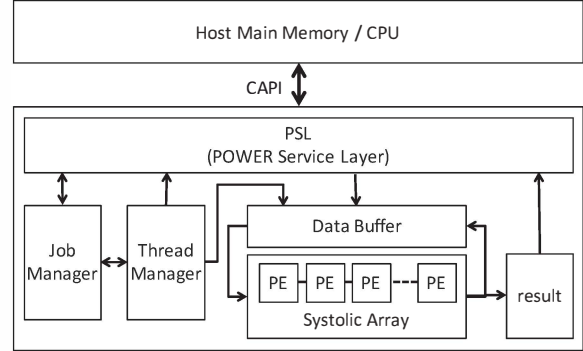 Host Main Memory / CPU
CAPI
PSL
(POWER Service Layer)
Job
Manager
Thread
Manager
Data Buffer
PE PE PE PE
Systolic Array
result